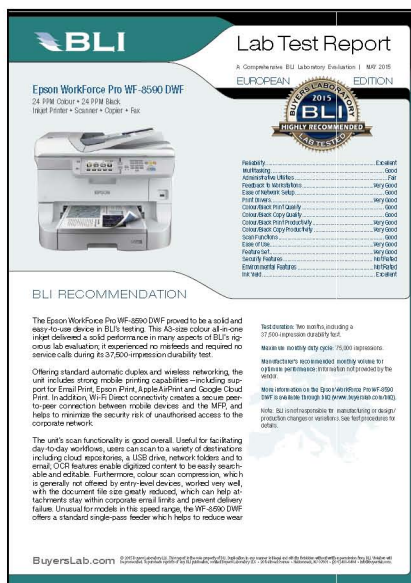 BLI
Lab Test Report
A Comprehensive BLI Laboratory Evaluation | MAY 2015
EUROPEAN EDITION
BUYERS LABORATORY
2015
BLI
HIGHLY RECOMMENDED
LAB TESTED
Epson WorkForce Pro WF-8590 DWF
24 PPM Colour • 24 PPM Black
Inkjet Printer • Scanner • Copier • Fax
EPSON
Reliability Excellent
Multitasking Good
Administrative Utilities Fair
Feedback to Workstations Very Good
Ease of Network Setup Good
Print Drivers Very Good
Colour/Black Print Quality Good
Colour/Black Copy Quality Good
Colour/Black Print Productivity Very Good
Colour/Black Copy Productivity Very Good
Scan Functions Good
Ease of Use Very Good
Feature Set Very Good
Security Features Not Rated
Environmental Features Not Rated
Ink Yield Excellent
BLI RECOMMENDATION
The Epson WorkForce Pro WF-8590 DWF proved to be a solid and
easy-to-use device in BLI's testing. This A3-size colour all-in-one
inkjet delivered a solid performance in many aspects of BLI's rig-
orous lab evaluation; it experienced no misfeeds and required no
service calls during its 37,500-impression durability test.
Offering standard automatic duplex and wireless networking, the
unit includes strong mobile printing capabilities—including sup-
port for Email Print, Epson iPrint, Apple AirPrint and Google Cloud
Print. In addition, Wi-Fi Direct connectivity creates a secure peer-
to-peer connection between mobile devices and the MFP, and
helps to minimize the security risk of unauthorised access to the
corporate network.
The unit's scan functionality is good overall. Useful for facilitating
day-to-day workflows, users can scan to a variety of destinations
including cloud repositories, a USB drive, network folders and to
email; OCR features enable digitized content to be easily search-
able and editable. Furthermore, colour scan compression, which
is generally not offered by entry-level devices, worked very well,
with the document file size greatly reduced, which can help at-
tachments stay within corporate email limits and prevent delivery
failure. Unusual for models in this speed range, the WF-8590 DWF
offers a standard single-pass feeder which helps to reduce wear
Test duration: Two months, including a
37,500-impression durability test.
Maximum monthly duty cycle: 75,000 impressions.
Manufacturer's recommended monthly volume for
optimum performance: Information not provided by the
vendor.
More information on the Epson WorkForce Pro WF-8590
DWF is available through bliQ (www.buyerslab.com/bliQ).
Note: BLI is not responsible for manufacturing or design/
production changes or variations. See test procedures for
details.
BuyersLab.com